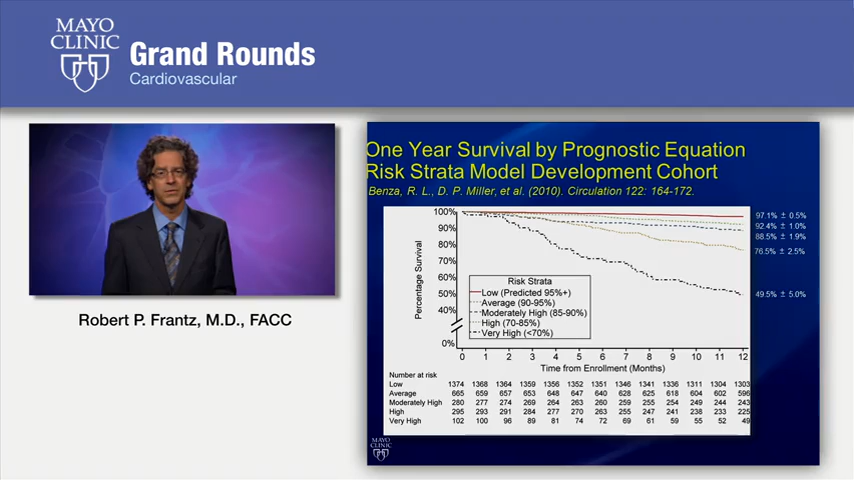 MAYO
CLINIC
Grand Rounds
Cardiovascular
Robert P. Frantz, M.D., FACC
One Year Survival by Prognostic Equation
Risk Strata Model Development Cohort
Benza, R. L., D. P. Miller, et al. (2010). Circulation 122: 164-172.
100%
90%
80%
70%
60%
50%
40%
0%
Percentage Survival
97.1% ± 0.5%
92.4% ± 1.0%
88.5% ± 1.9%
76.5% ± 2.5%
49.5% ± 5.0%
Risk Strata
Low (Predicted 95%+)
Average (90-95%)
Moderately High (85-90%)
High (70-85%)
Very High (<70%)
0 1 2 3 4 5 6 7 8 9 10 11 12
Time from Enrollment (Months)
Number at risk
Low 1374 1368 1364 1359 1356 1352 1351 1346 1341 1336 1311 1304 1303
Average 665 659 657 653 648 647 640 628 625 618 604 602 596
Moderately High 280 277 274 269 264 263 260 259 255 254 249 244 243
High 295 293 291 284 277 270 263 255 247 241 238 233 225
Very High 102 100 96 89 81 74 72 69 61 59 55 52 49
MAYO
CLINIC